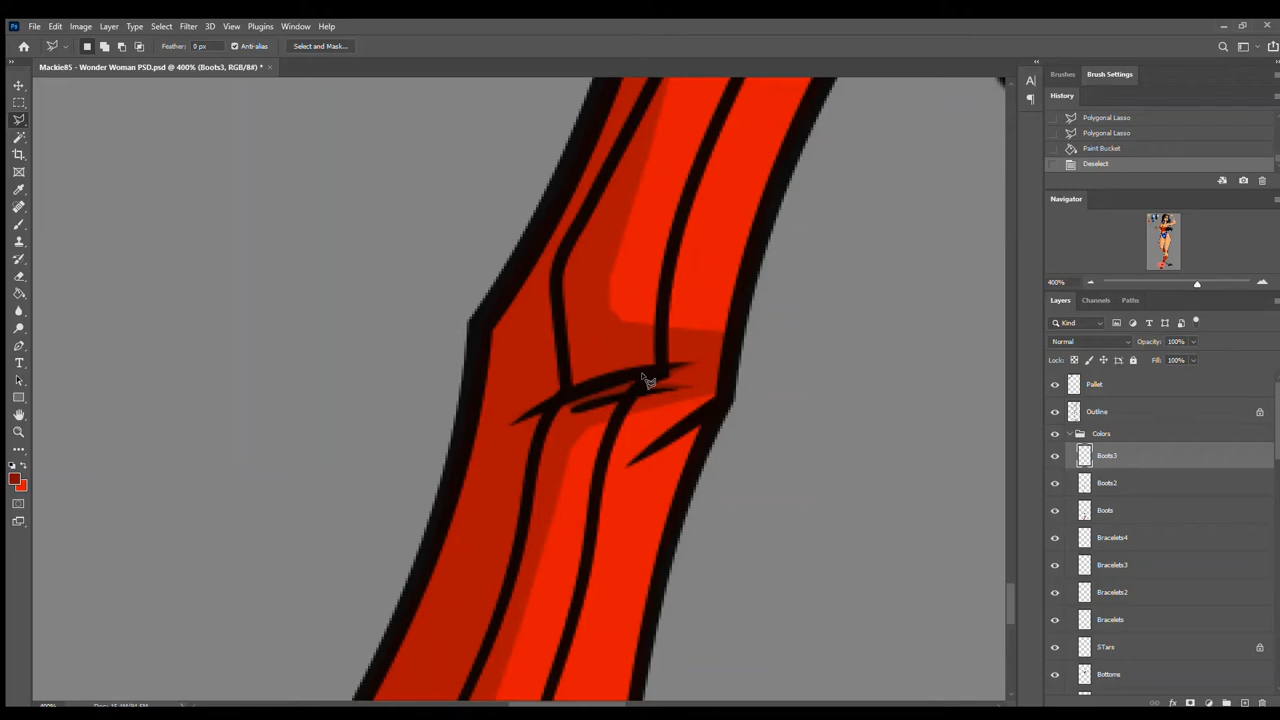 Ps File Edit Image Layer Type Select Filter 3D View Plugins Window Help
Feather: 0 px Anti-alias Select and Mask...
Mackie85 - Wonder Woman PSD.psd @ 400% (Boots3, RGB/8#) * ×
Brushes Brush Settings
History
Polygonal Lasso
Polygonal Lasso
Paint Bucket
Deselect
Navigator
400%
Layers Channels Paths
Kind
Normal Opacity: 100%
Lock: Fill: 100%
Pallet
Outline
Colors
Boots3
Boots2
Boots
Bracelets4
Bracelets3
Bracelets2
Bracelets
STars
Bottoms